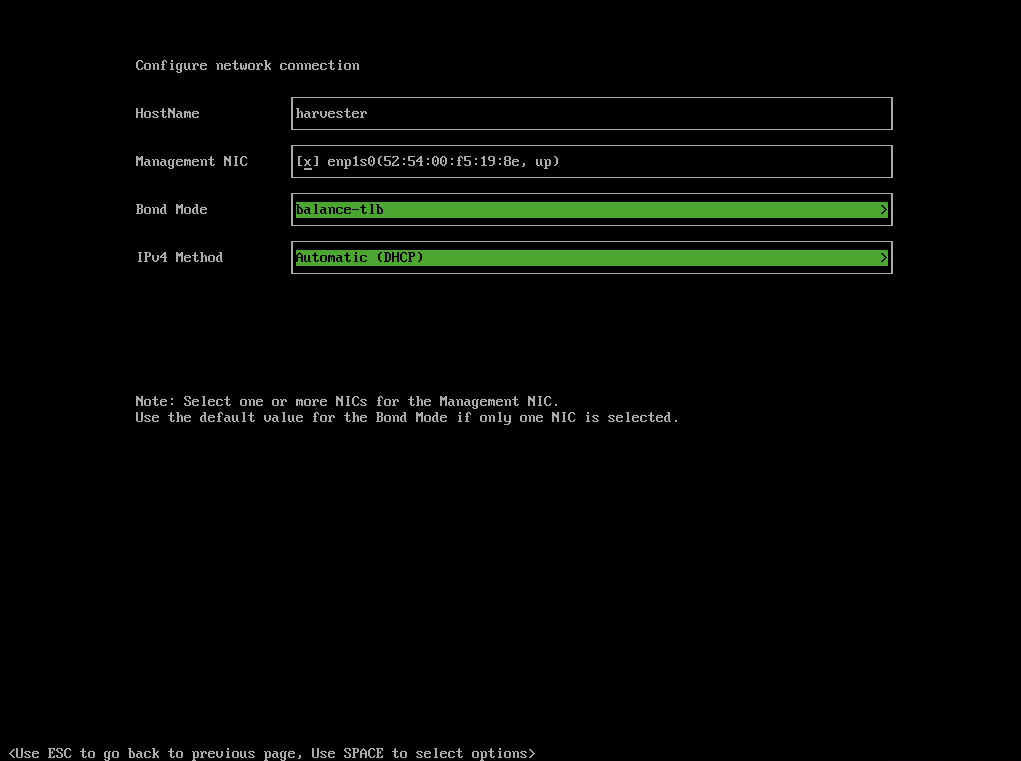 Configure network connection
HostName harvester
Management NIC [x] enp1s0(52:54:00:f5:19:8e, up)
Bond Mode balance-tlb >
IPv4 Method Automatic (DHCP) >
Note: Select one or more NICs for the Management NIC.
Use the default value for the Bond Mode if only one NIC is selected.
<Use ESC to go back to previous page, Use SPACE to select options>